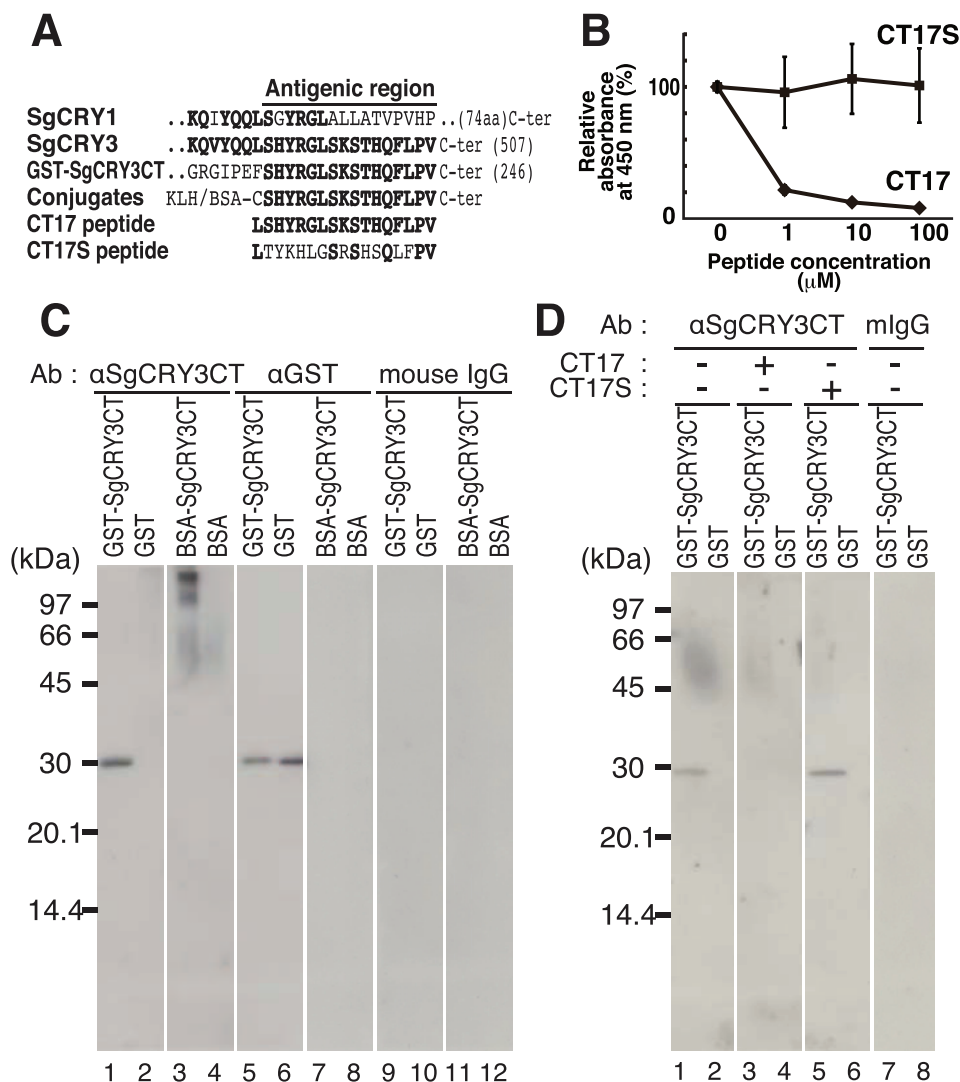 A
Antigenic region
SgCRY1 ..KQIYQQLSGYRGLALLATVPVHP..(74aa)C-ter
SgCRY3 ..KQVYQQLSHYRGLSKSTHQFLPVC-ter (507)
GST-SgCRY3CT..GRGIPEFSHYRGLSKSTHQFLPVC-ter (246)
Conjugates KLH/BSA-CSHYRGLSKSTHQFLPVC-ter
CT17 peptide LSHYRGLSKSTHQFLPV
CT17S peptide LTYKHLGSRSHSQLFPV
B
Relative absorbance at 450 nm (%)
100
0
CT17S
CT17
0 1 10 100
Peptide concentration
(μM)
C
Ab : αSgCRY3CT αGST mouse IgG
GST-SgCRY3CT GST BSA-SgCRY3CT BSA GST-SgCRY3CT GST BSA-SgCRY3CT BSA GST-SgCRY3CT GST BSA-SgCRY3CT BSA
(kDa)
97
66
45
30
20.1
14.4
1 2 3 4 5 6 7 8 9 10 11 12
D
Ab : αSgCRY3CT mIgG
CT17 : - + - -
CT17S : - - + -
GST-SgCRY3CT GST GST-SgCRY3CT GST GST-SgCRY3CT GST GST-SgCRY3CT GST
(kDa)
97
66
45
30
20.1
14.4
1 2 3 4 5 6 7 8